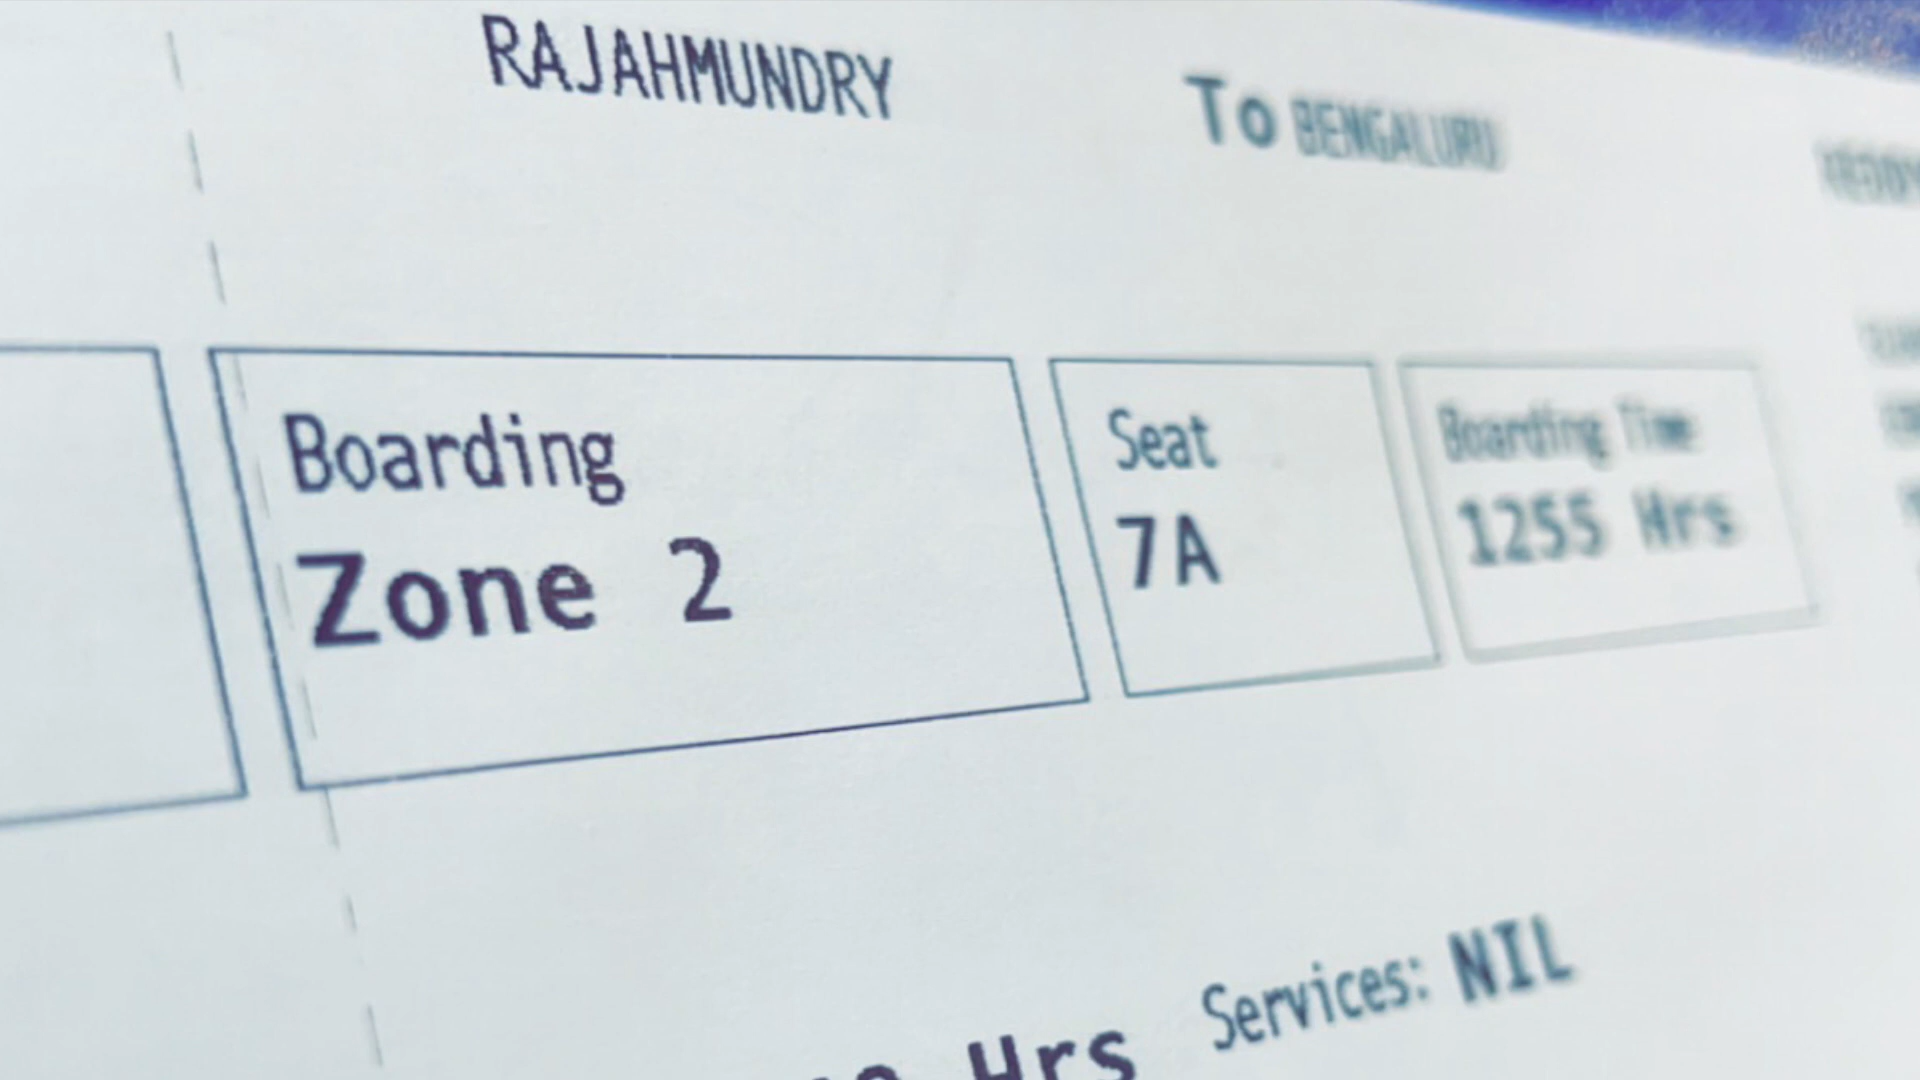 RAJAHMUNDRY To BENGALURU
Boarding
Zone 2
Seat
7A
Boarding Time
1255 Hrs
Hrs Services: NIL